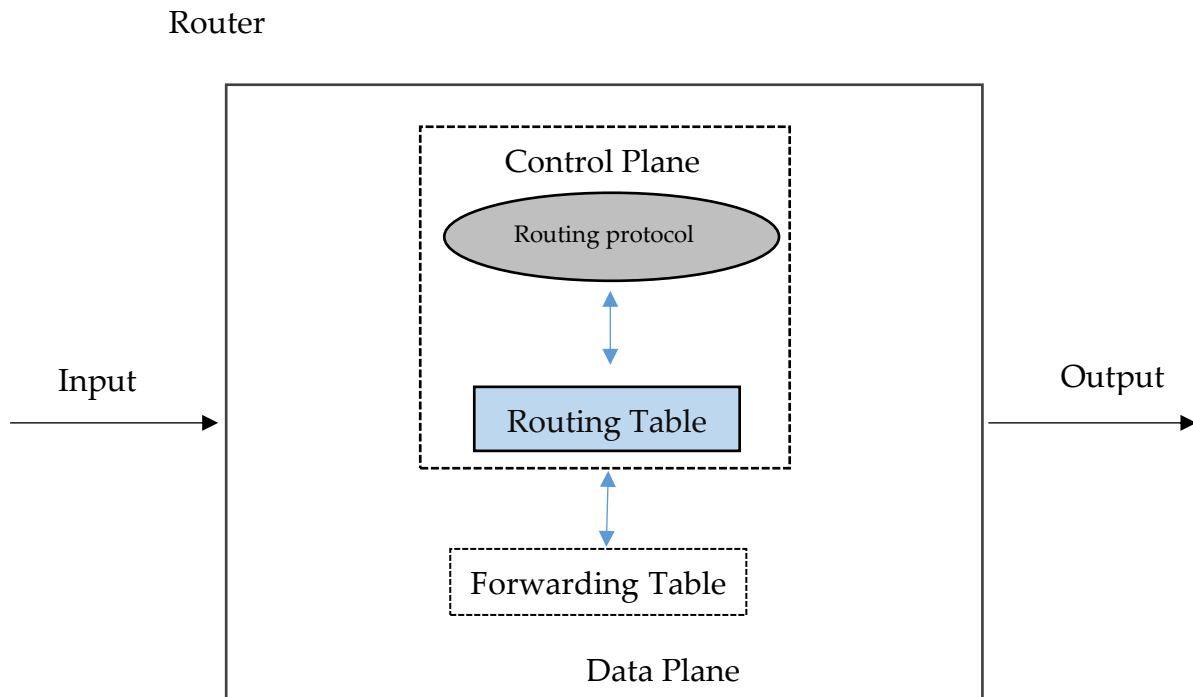 Router
Control Plane
Routing protocol
Input
Output
Routing Table
Forwarding Table
Data Plane